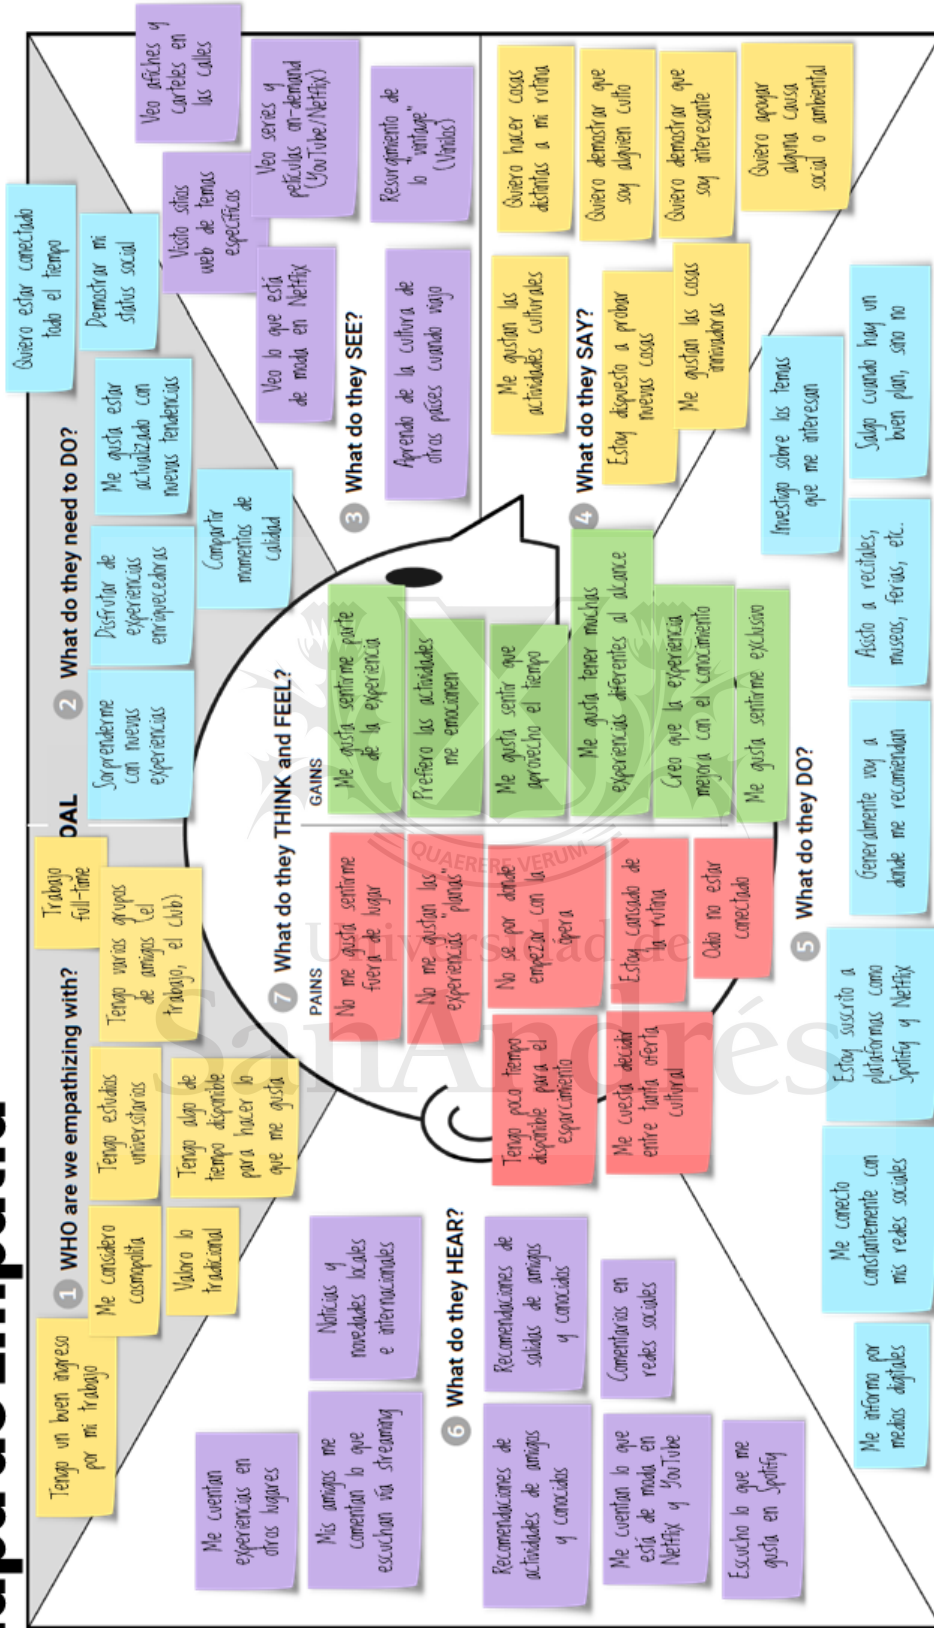 Mapa de Empatía
1 WHO are we empathizing with?
OAL
Tengo un buen ingreso
por mi trabajo
Me considero
cosmopolita
Valoro lo
tradicional
Tengo estudios
universitarios
Tengo algo de
tiempo disponible
para hacer lo
que me gusta
Trabajo
full-time
Tengo varios grupos
de amigos (el
trabajo, el club)
2 What do they need to DO?
Sorprenderme
con nuevas
experiencias
Disfrutar de
experiencias
enriquecedoras
Me gusta estar
actualizado con
nuevas tendencias
Compartir
momentos de
calidad
Quiero estar conectado
todo el tiempo
Demostrar mi
status social
3 What do they SEE?
Veo afiches y
carteles en
las calles
Visito sitios
web de temas
específicos
Veo series y
películas on-demand
(YouTube/Netflix)
Veo lo que está
de moda en Netflix
Resurgimiento de
lo "vintage"
(Vinilos)
Aprendo de la cultura de
otros países cuando viajo
4 What do they SAY?
Me gustan las
actividades culturales
Quiero hacer cosas
distintas a mi rutina
Quiero demostrar que
soy alguien culto
Estoy dispuesto a probar
nuevas cosas
Quiero demostrar que
soy interesante
Me gustan las cosas
innivadoras
Quiero apoyar
alguna causa
social o ambiental
5 What do they DO?
Me informo por
medios digitales
Me conecto
constantemente con
mis redes sociales
Estoy suscrito a
plataformas como
Spotify y Netflix
Generalmente voy a
donde me recomiendan
Asisto a recitales,
museos, ferias, etc.
Investigo sobre los temas
que me interesan
Salgo cuando hay un
buen plan, sino no
6 What do they HEAR?
Me cuentan
experiencias en
otros lugares
Mis amigos me
comentan lo que
escuchan vía streaming
Noticias y
novedades locales
e internacionales
Recomendaciones de
actividades de amigos
y conocidos
Recomendaciones de
salidas de amigos
y conocidos
Me cuentan lo que
está de moda en
Netflix y YouTube
Comentarios en
redes sociales
Escucho lo que me
gusta en Spotify
7 What do they THINK and FEEL?
PAINS
No me gusta sentirme
fuera de lugar
No me gustan las
experiencias "planas"
Tengo poco tiempo
disponible para el
esparcimiento
No se por donde
empezar con la
ópera
Me cuesta decidir
entre tanta oferta
cultural
Estoy cansado de
la rutina
Odio no estar
conectado
GAINS
Me gusta sentirme parte
de la experiencia
Prefiero las actividades
me emocionen
Me gusta sentir que
aprovecho el tiempo
Me gusta tener muchas
experiencias diferentes al alcance
Creo que la experiencia
mejora con el conocimiento
Me gusta sentirme exclusivo
QUAERERE VERUM
Universidad de
SanAndrés